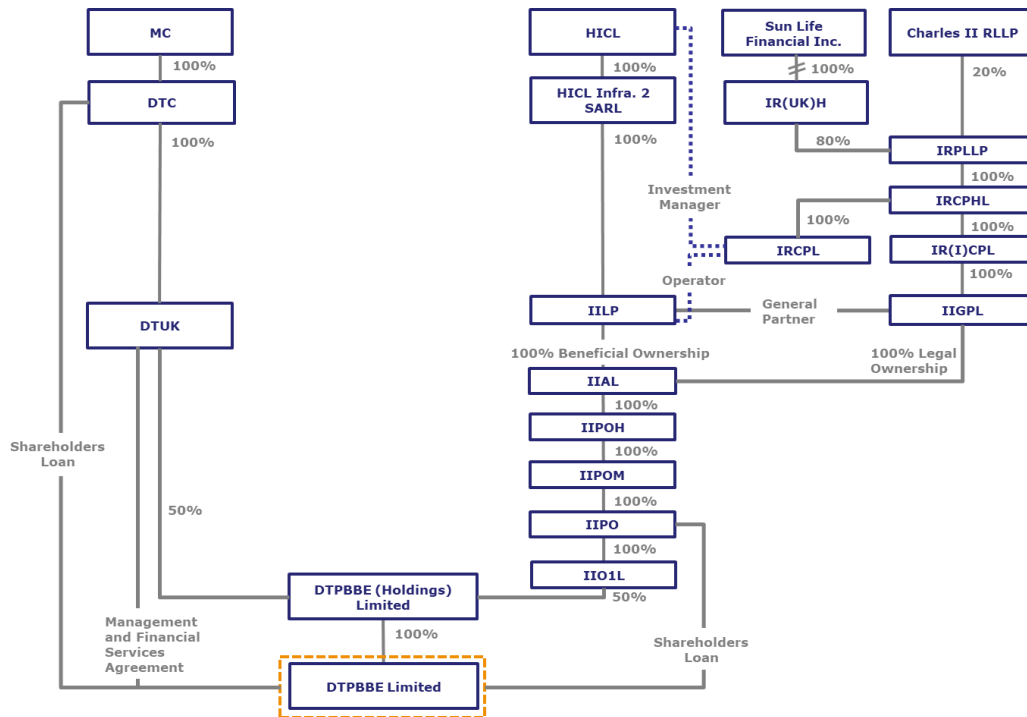 MC
HICL
Sun Life
Financial Inc.
Charles II RLLP
100%
100%
100%
20%
DTC
HICL Infra. 2
SARL
IR(UK)H
100%
100%
80%
IRPLLP
100%
Investment
Manager
IRCPHL
100%
100%
IRCPL
IR(I)CPL
Operator
100%
DTUK
IILP
General
Partner
IIGPL
100% Beneficial Ownership
100% Legal
Ownership
IIAL
100%
IIPOH
Shareholders
Loan
100%
IIPOM
100%
50%
IIPO
100%
IIO1L
DTPBBE (Holdings)
Limited
50%
Management
and Financial
Services
Agreement
100%
Shareholders
Loan
DTPBBE Limited